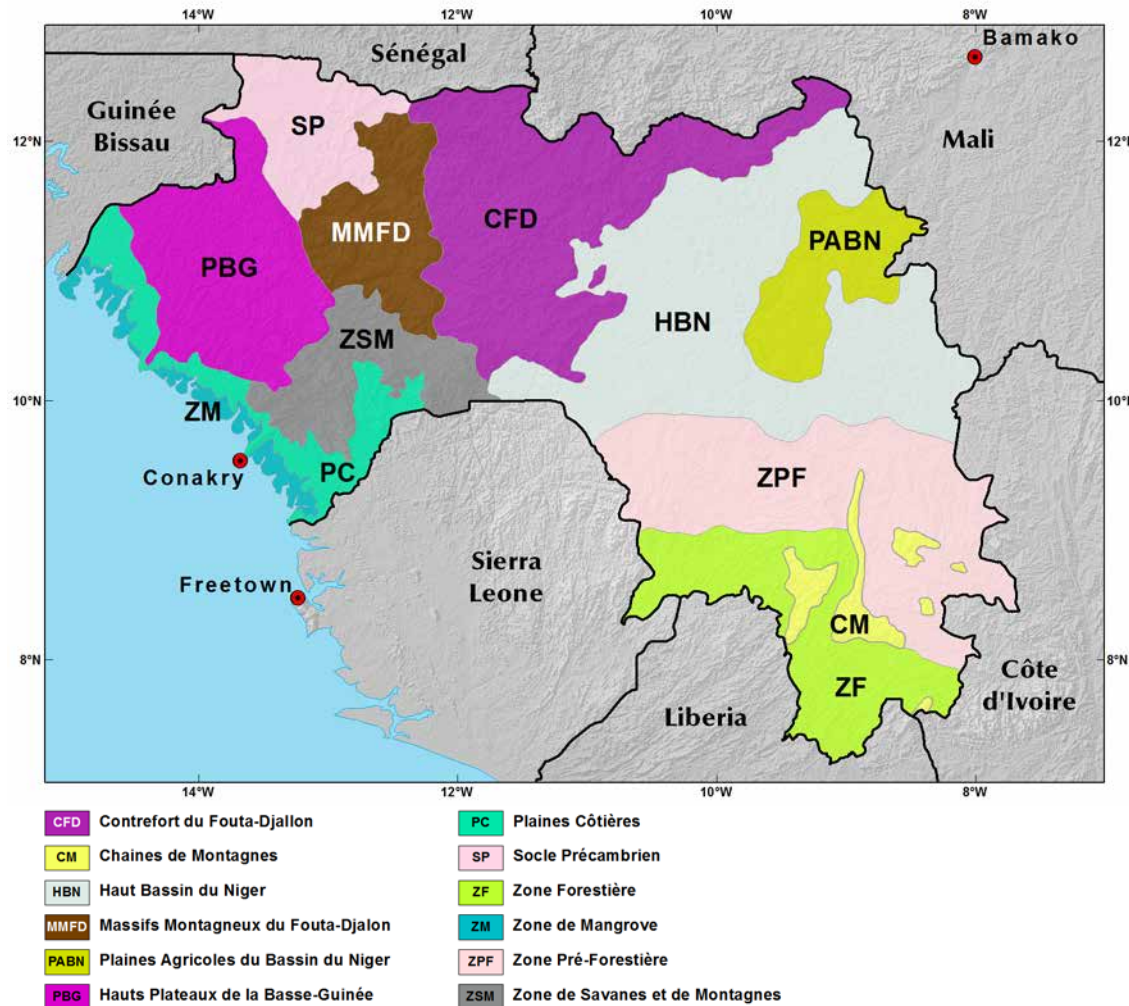 14°W 12°W 10°W 8°W
Bamako
Sénégal
Guinée
Bissau
SP
12°N
Mali
12°N
CFD
MMFD
PABN
PBG
HBN
ZSM
10°N
ZM
10°N
Conakry
PC
ZPF
Sierra
Leone
Freetown
CM
8°N
8°N
Côte
d'Ivoire
ZF
Liberia
14°W 12°W 10°W 8°W
CFD Contrefort du Fouta-Djallon
CM Chaines de Montagnes
HBN Haut Bassin du Niger
MMFD Massifs Montagneux du Fouta-Djalon
PABN Plaines Agricoles du Bassin du Niger
PBG Hauts Plateaux de la Basse-Guinée
PC Plaines Côtières
SP Socle Précambrien
ZF Zone Forestière
ZM Zone de Mangrove
ZPF Zone Pré-Forestière
ZSM Zone de Savanes et de Montagnes